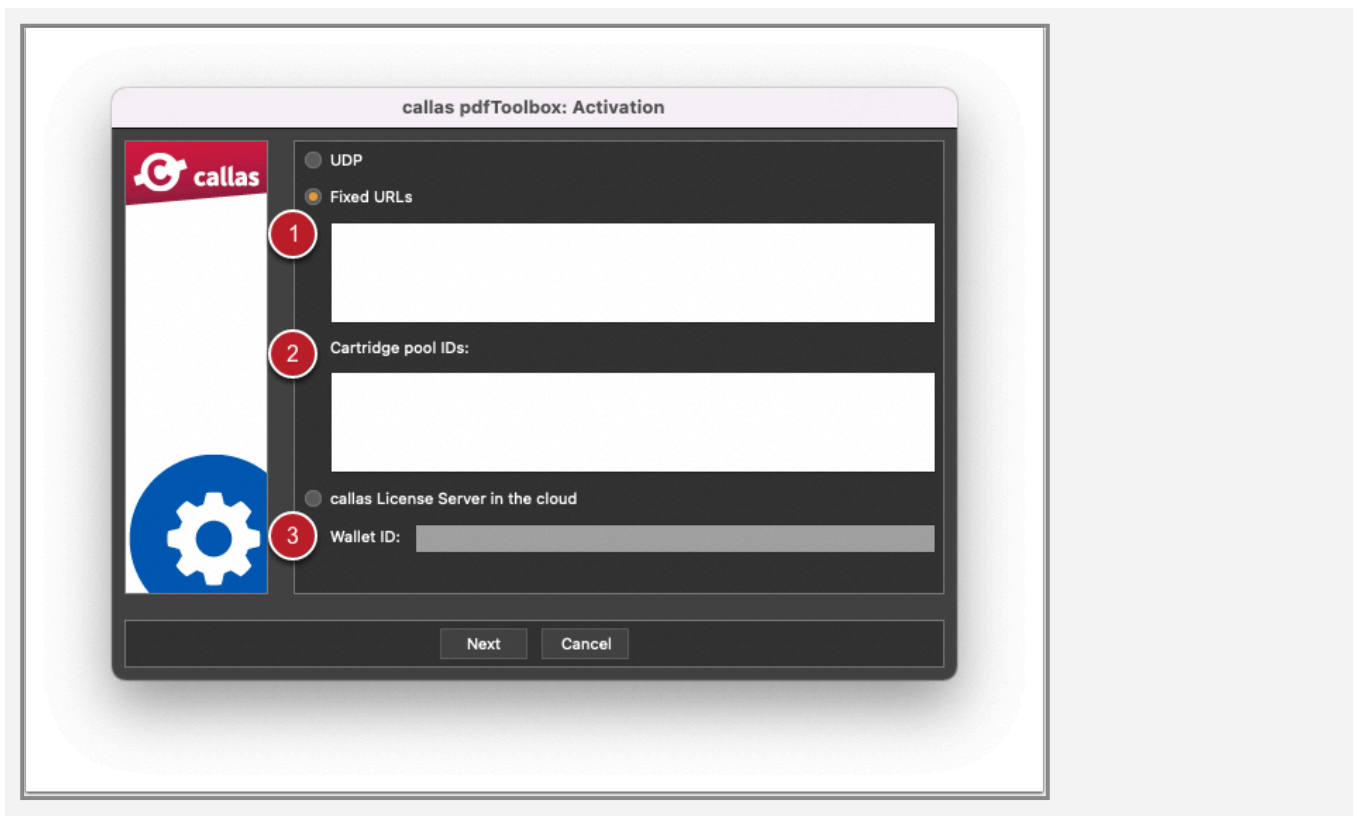 callas pdfToolbox: Activation
callas
UDP
Fixed URLs
1
2
Cartridge pool IDs:
callas License Server in the cloud
3
Wallet ID:
Next
Cancel